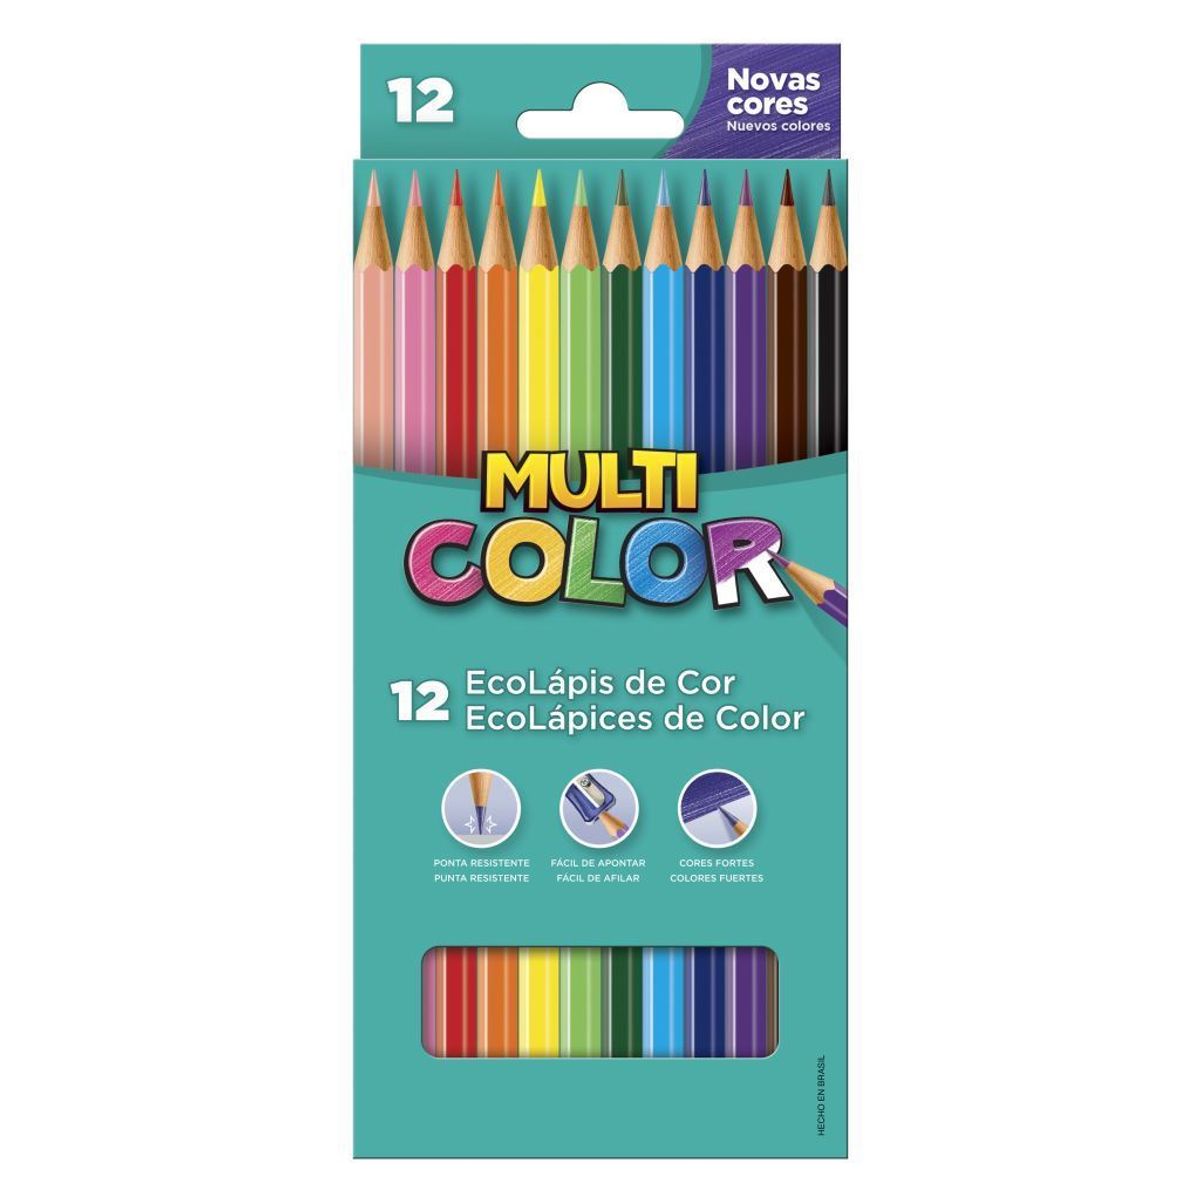 12
Novas
cores
Nuevos colores
MULTI
COLOR
12
EcoLápis de Cor
EcoLápices de Color
PONTA RESISTENTE
PUNTA RESISTENTE
FÁCIL DE APONTAR
FÁCIL DE AFILAR
CORES FORTES
COLORES FUERTES
HECHO EN BRASIL